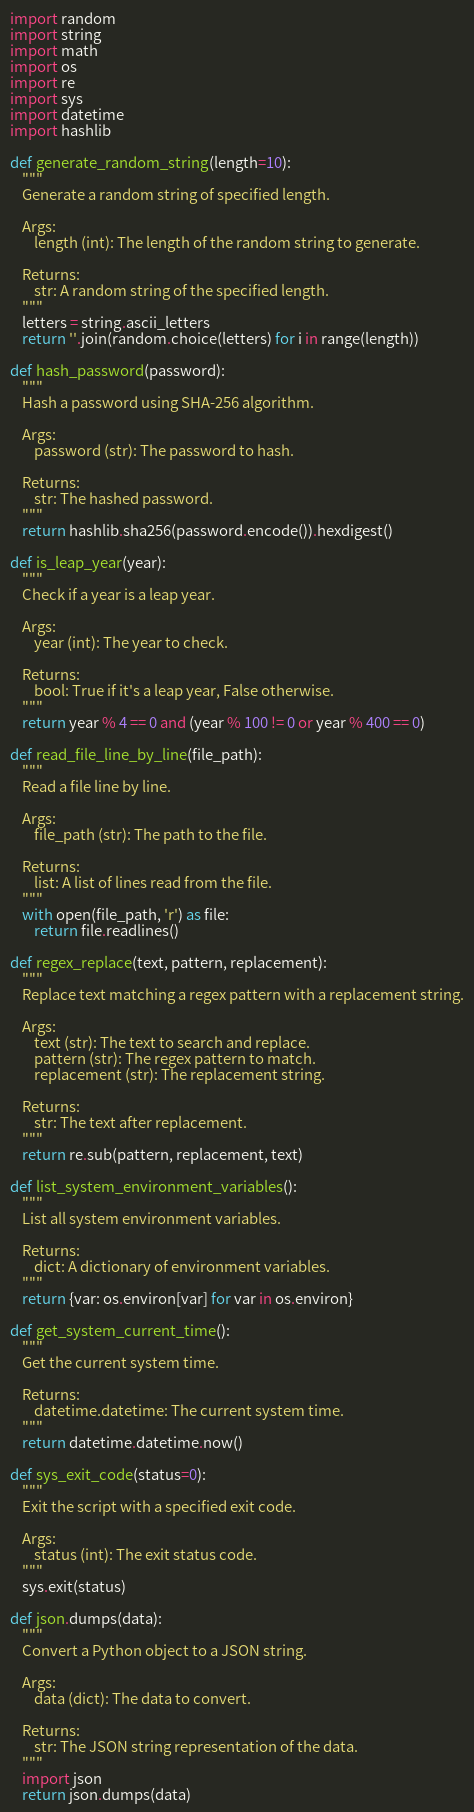 import random
import string
import math
import os
import re
import sys
import datetime
import hashlib

def generate_random_string(length=10):
    """
    Generate a random string of specified length.

    Args:
        length (int): The length of the random string to generate.

    Returns:
        str: A random string of the specified length.
    """
    letters = string.ascii_letters
    return ''.join(random.choice(letters) for i in range(length))

def hash_password(password):
    """
    Hash a password using SHA-256 algorithm.

    Args:
        password (str): The password to hash.

    Returns:
        str: The hashed password.
    """
    return hashlib.sha256(password.encode()).hexdigest()

def is_leap_year(year):
    """
    Check if a year is a leap year.

    Args:
        year (int): The year to check.

    Returns:
        bool: True if it's a leap year, False otherwise.
    """
    return year % 4 == 0 and (year % 100 != 0 or year % 400 == 0)

def read_file_line_by_line(file_path):
    """
    Read a file line by line.

    Args:
        file_path (str): The path to the file.

    Returns:
        list: A list of lines read from the file.
    """
    with open(file_path, 'r') as file:
        return file.readlines()

def regex_replace(text, pattern, replacement):
    """
    Replace text matching a regex pattern with a replacement string.

    Args:
        text (str): The text to search and replace.
        pattern (str): The regex pattern to match.
        replacement (str): The replacement string.

    Returns:
        str: The text after replacement.
    """
    return re.sub(pattern, replacement, text)

def list_system_environment_variables():
    """
    List all system environment variables.

    Returns:
        dict: A dictionary of environment variables.
    """
    return {var: os.environ[var] for var in os.environ}

def get_system_current_time():
    """
    Get the current system time.

    Returns:
        datetime.datetime: The current system time.
    """
    return datetime.datetime.now()

def sys_exit_code(status=0):
    """
    Exit the script with a specified exit code.

    Args:
        status (int): The exit status code.
    """
    sys.exit(status)

def json.dumps(data):
    """
    Convert a Python object to a JSON string.

    Args:
        data (dict): The data to convert.

    Returns:
        str: The JSON string representation of the data.
    """
    import json
    return json.dumps(data)